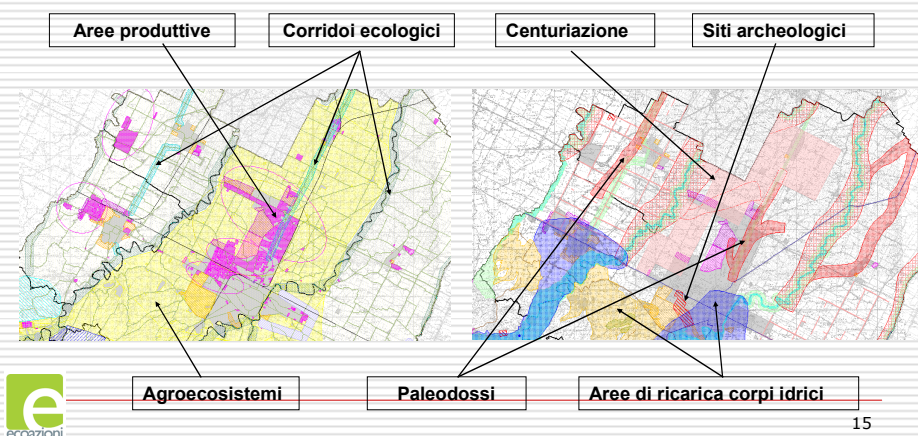 Aree produttive
Corridoi ecologici
Centuriazione
Siti archeologici
Agroecosistemi
Paleodossi
Aree di ricarica corpi idrici
ecoazioni
15